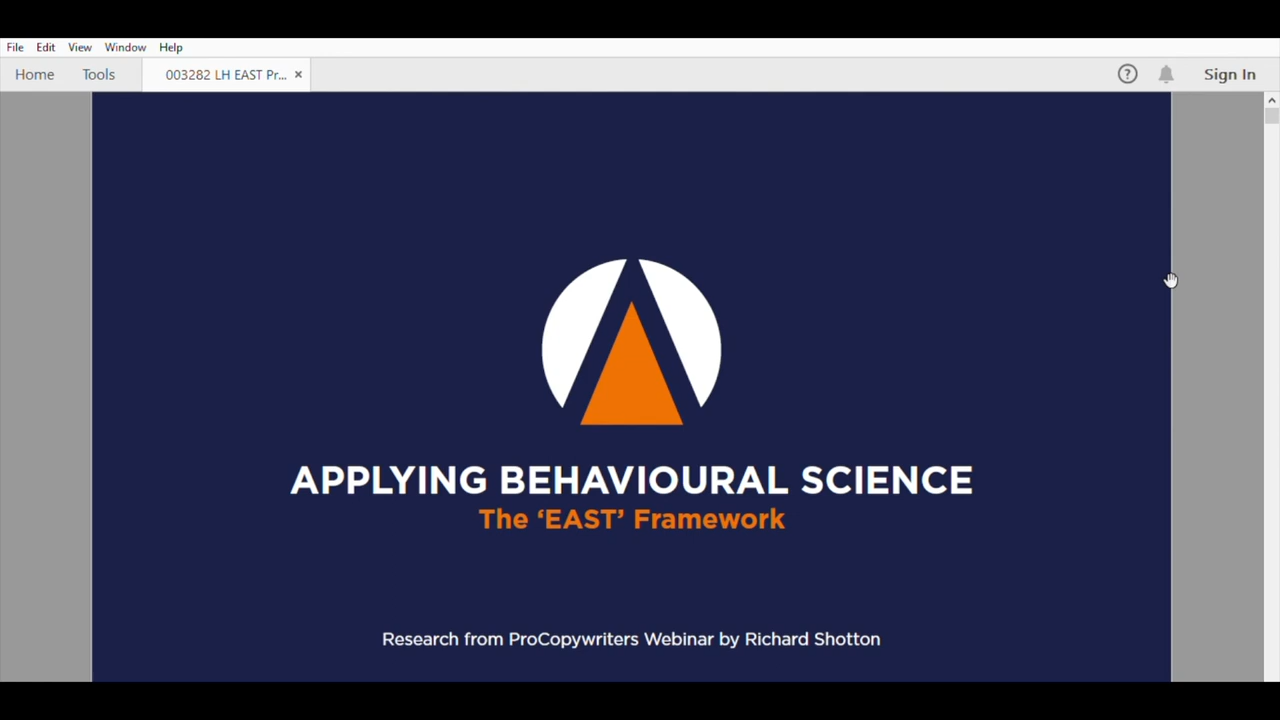 File Edit View Window Help
Home Tools 003282 LH EAST Pr... × ? Sign In
APPLYING BEHAVIOURAL SCIENCE
The ‘EAST’ Framework
Research from ProCopywriters Webinar by Richard Shotton